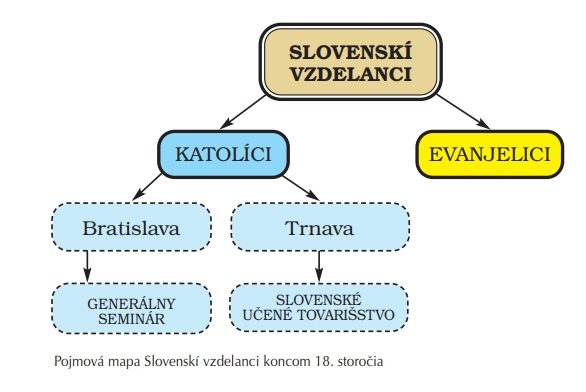 SLOVENSKÍ
VZDELANCI
KATOLÍCI
EVANJELICI
Bratislava
Trnava
GENERÁLNY
SEMINÁR
SLOVENSKÉ
UČENÉ TOVARIŠSTVO
Pojmová mapa Slovenskí vzdelanci koncom 18. storočia